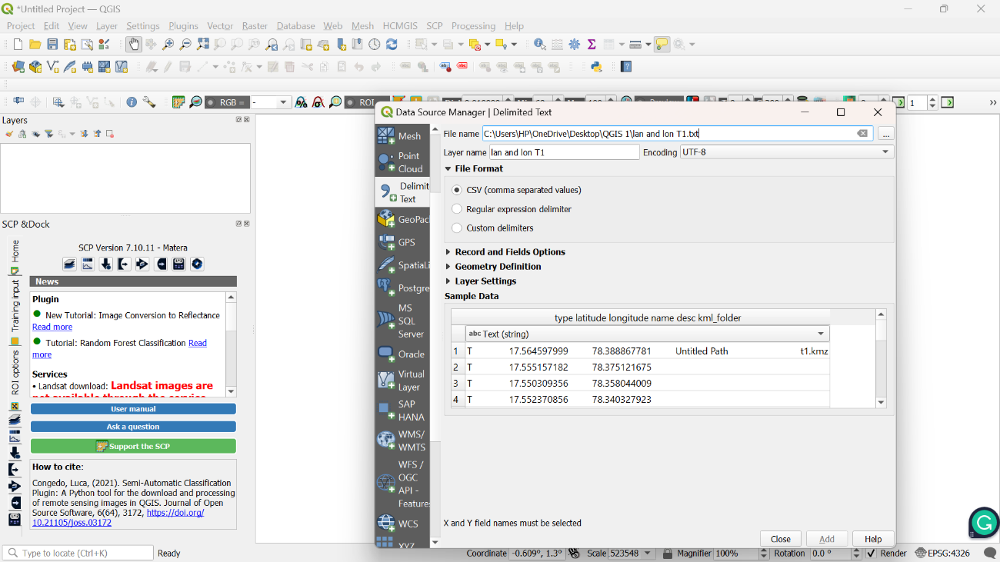 *Untitled Project — QGIS
Project Edit View Layer Settings Plugins Vector Raster Database Web Mesh HCMGIS SCP Processing Help
RGB = - ROI
1
Layers
SCP &Dock
Home
Training input
ROI options
SCP Version 7.10.11 - Matera
News
Plugin
New Tutorial: Image Conversion to Reflectance
Read more
Tutorial: Random Forest Classification Read
more
Services
• Landsat download: Landsat images are
not available through the service
User manual
Ask a question
Support the SCP
How to cite:
Congedo, Luca, (2021). Semi-Automatic Classification
Plugin: A Python tool for the download and processing
of remote sensing images in QGIS. Journal of Open
Source Software, 6(64), 3172, https://doi.org/
10.21105/joss.03172
Data Source Manager | Delimited Text
Mesh
Point
Cloud
Delimit
Text
GeoPac
GPS
SpatiaLi
Postgre
MS
SQL
Server
Oracle
Virtual
Layer
SAP
HANA
WMS/
WMTS
WFS /
OGC
API -
Feature
WCS
XYZ
File name C:\Users\HP\OneDrive\Desktop\QGIS 1\lan and lon T1.txt ...
Layer name lan and lon T1 Encoding UTF-8
File Format
CSV (comma separated values)
Regular expression delimiter
Custom delimiters
Record and Fields Options
Geometry Definition
Layer Settings
Sample Data
type latitude longitude name desc kml_folder
abc Text (string)
1 T 17.564597999 78.388867781 Untitled Path t1.kmz
2 T 17.555157182 78.375121675
3 T 17.550309356 78.358044009
4 T 17.552370856 78.340327923
X and Y field names must be selected
Close Add Help
Type to locate (Ctrl+K) Ready Coordinate -0.609°, 1.3° Scale 523548 Magnifier 100% Rotation 0.0 ° Render EPSG:4326